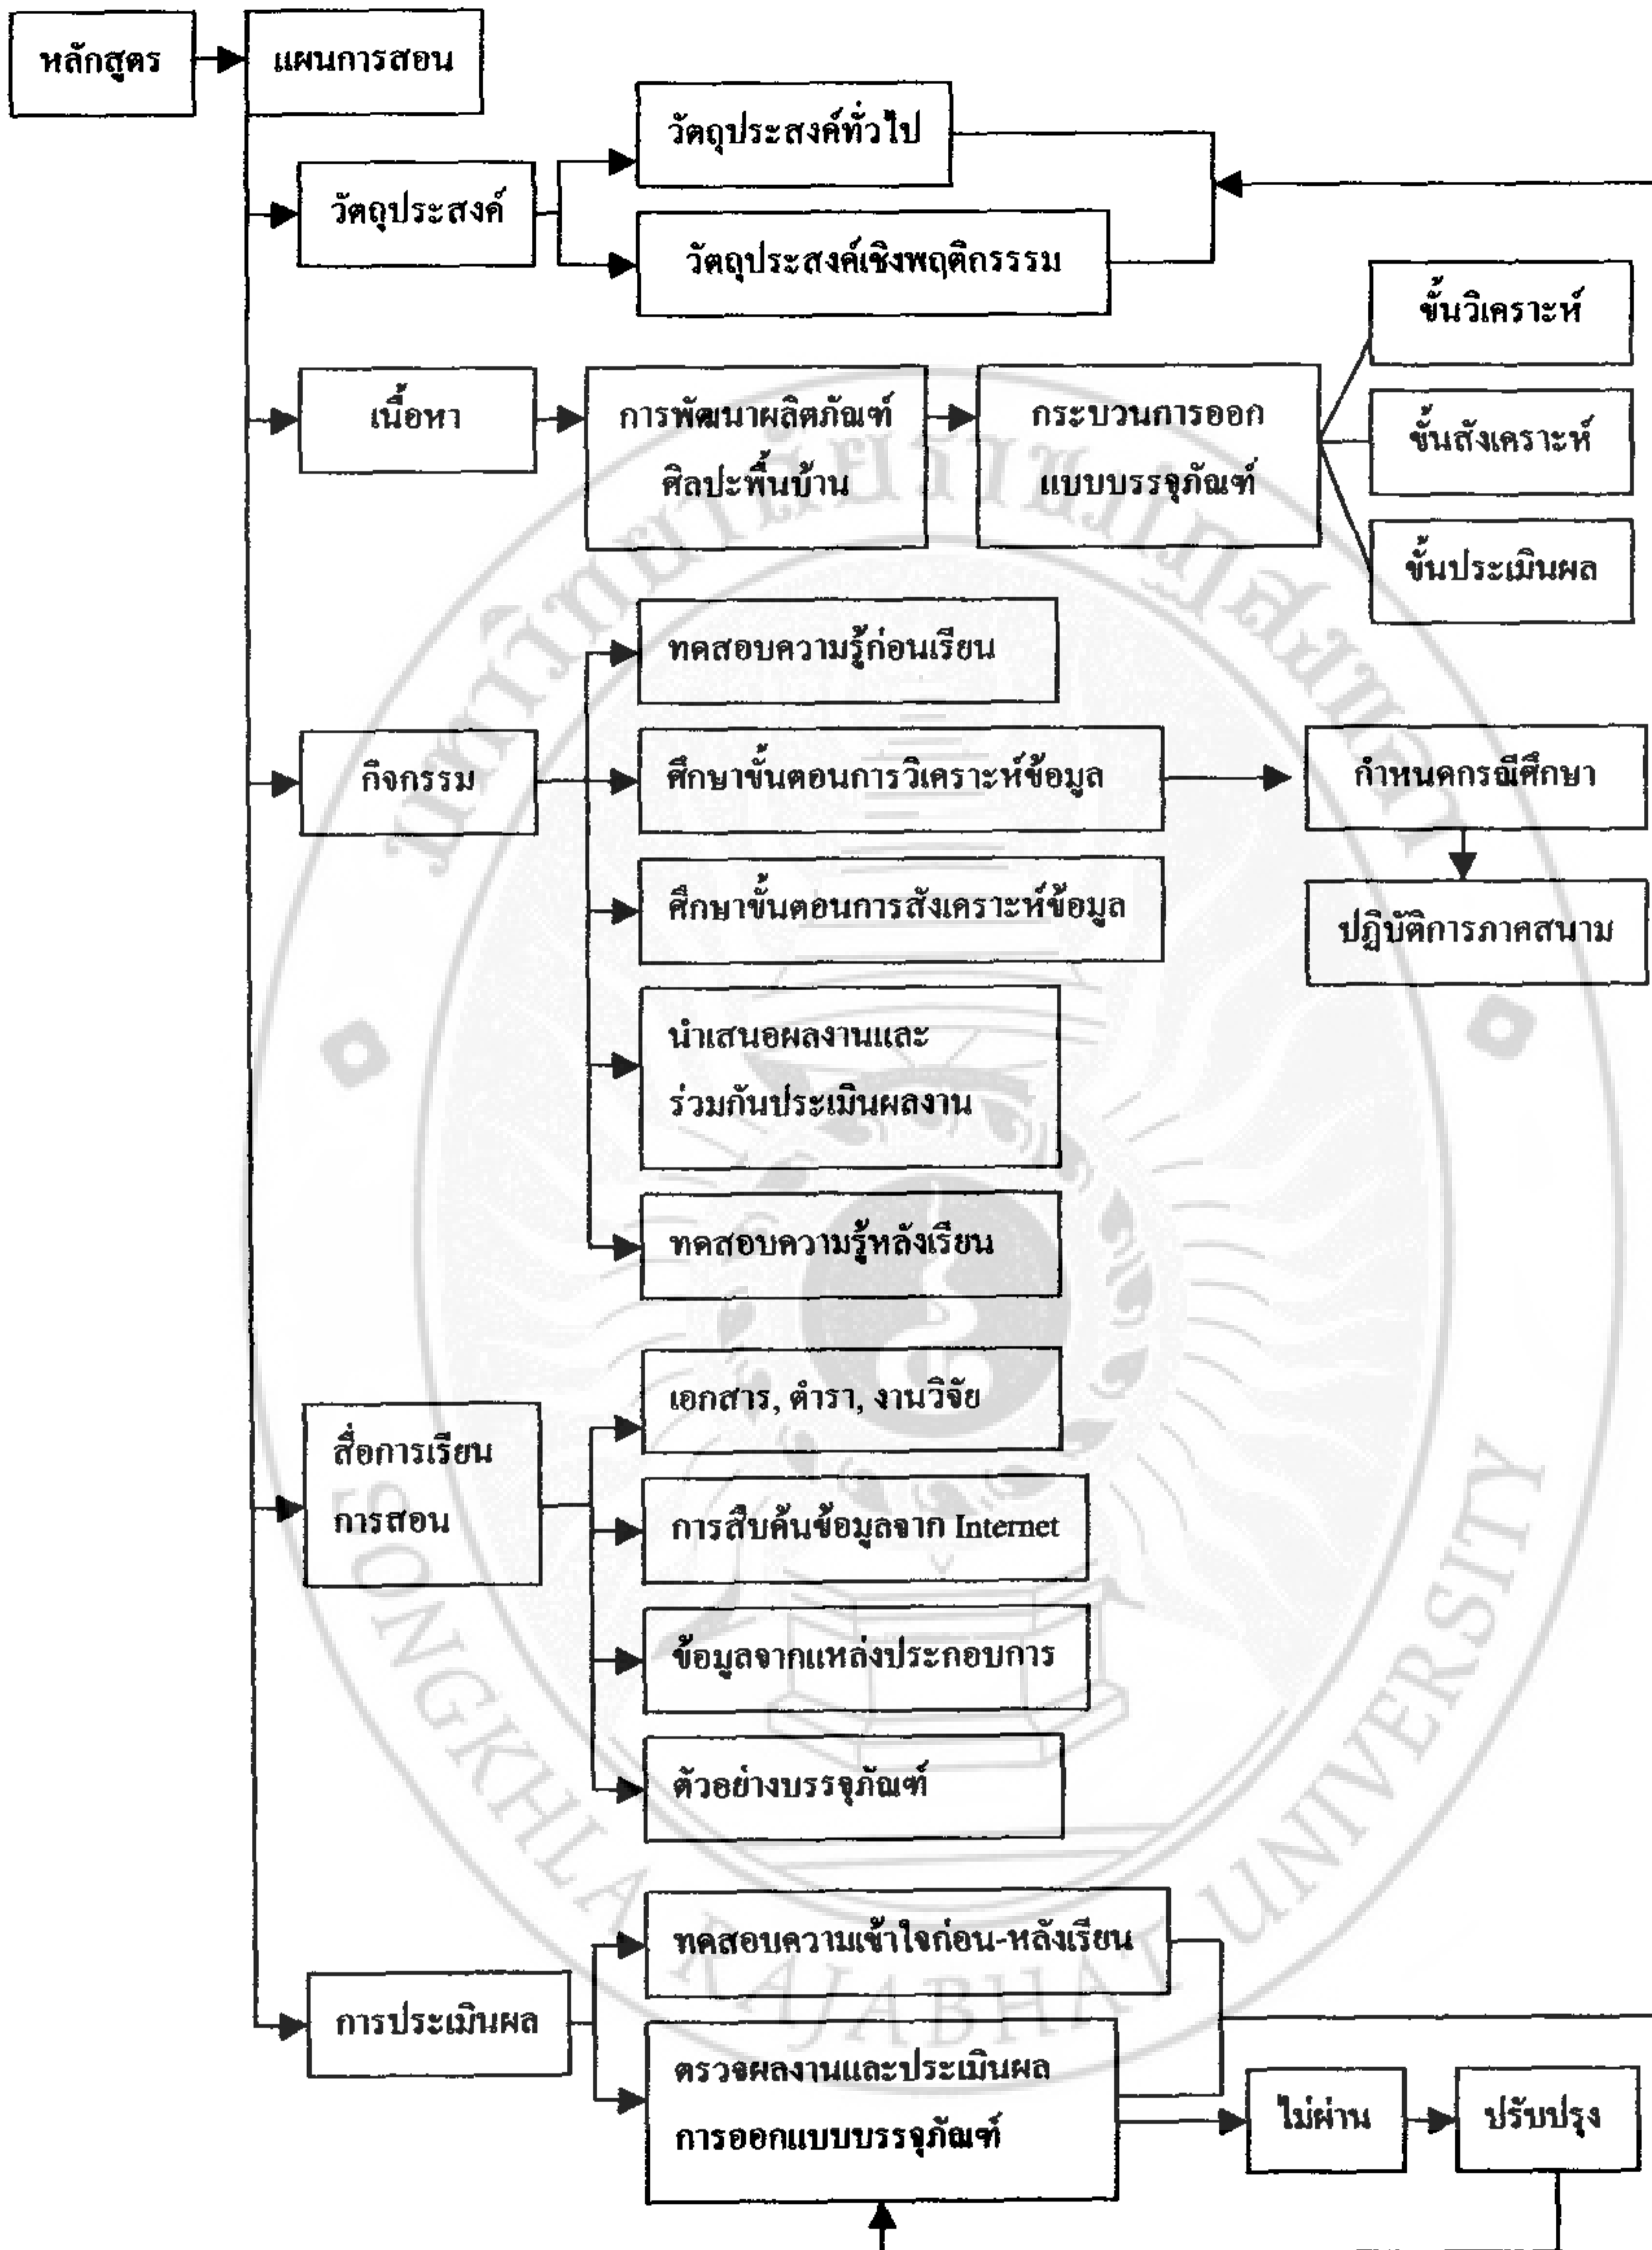 หลักสูตร
แผนการสอน
วัตถุประสงค์
วัตถุประสงค์ทั่วไป
วัตถุประสงค์เชิงพฤติกรรรม
เนื้อหา
การพัฒนาผลิตภัณฑ์
ศิลปะพื้นบ้าน
กระบวนการออก
แบบบรรจุภัณฑ์
ขั้นวิเคราะห์
ขั้นสังเคราะห์
ขั้นประเมินผล
กิจกรรม
ทดสอบความรู้ก่อนเรียน
ศึกษาขั้นตอนการวิเคราะห์ข้อมูล
กำหนดกรณีศึกษา
ปฏิบัติการภาคสนาม
ศึกษาขั้นตอนการสังเคราะห์ข้อมูล
นำเสนอผลงานและ
ร่วมกันประเมินผลงาน
ทดสอบความรู้หลังเรียน
สื่อการเรียน
การสอน
เอกสาร, ตำรา, งานวิจัย
การสืบค้นข้อมูลจาก Internet
ข้อมูลจากแหล่งประกอบการ
ตัวอย่างบรรจุภัณฑ์
การประเมินผล
ทดสอบความเข้าใจก่อน-หลังเรียน
ตรวจผลงานและประเมินผล
การออกแบบบรรจุภัณฑ์
ไม่ผ่าน
ปรับปรุง
มหาวิทยาลัยราชภัฏสงขลา
SONGKHLA RAJABHAT UNIVERSITY